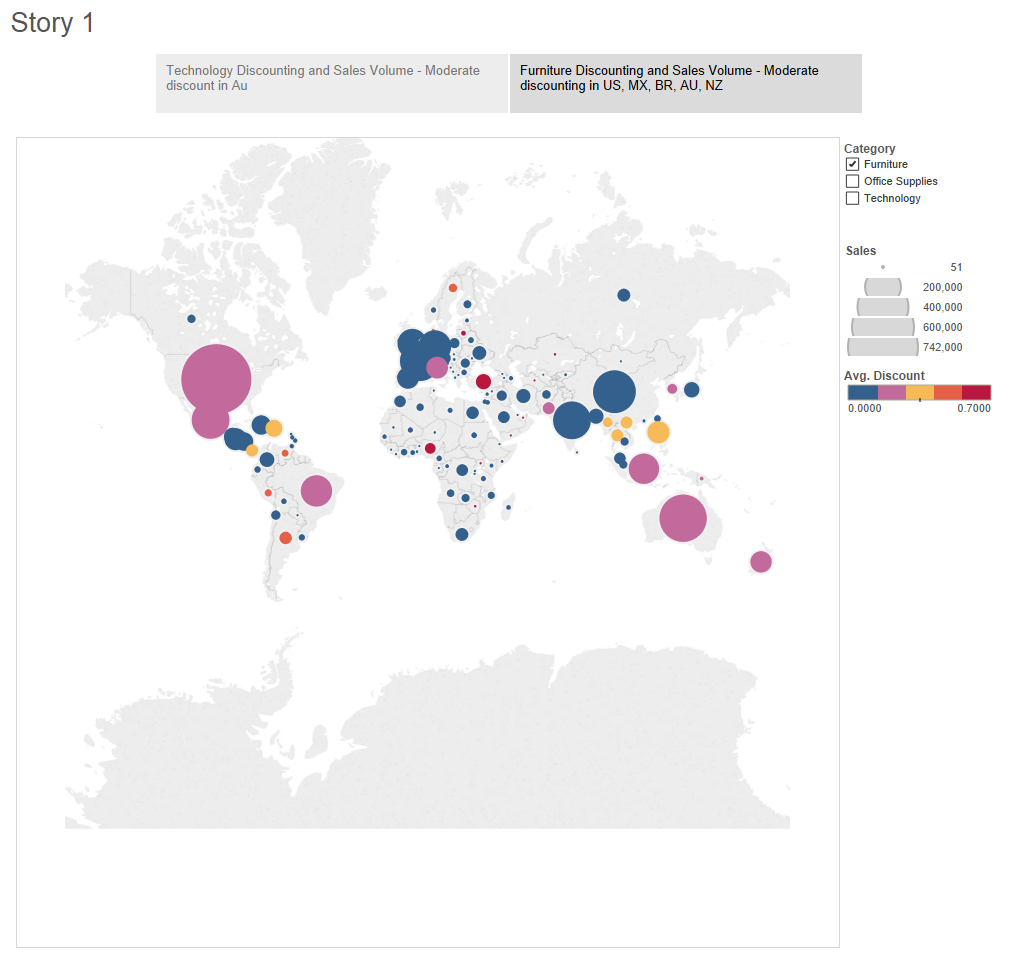 Story 1
Technology Discounting and Sales Volume - Moderate
discount in Au
Furniture Discounting and Sales Volume - Moderate
discounting in US, MX, BR, AU, NZ
Category
Furniture
Office Supplies
Technology
Sales
51
200,000
400,000
600,000
742,000
Avg. Discount
0.0000 0.7000